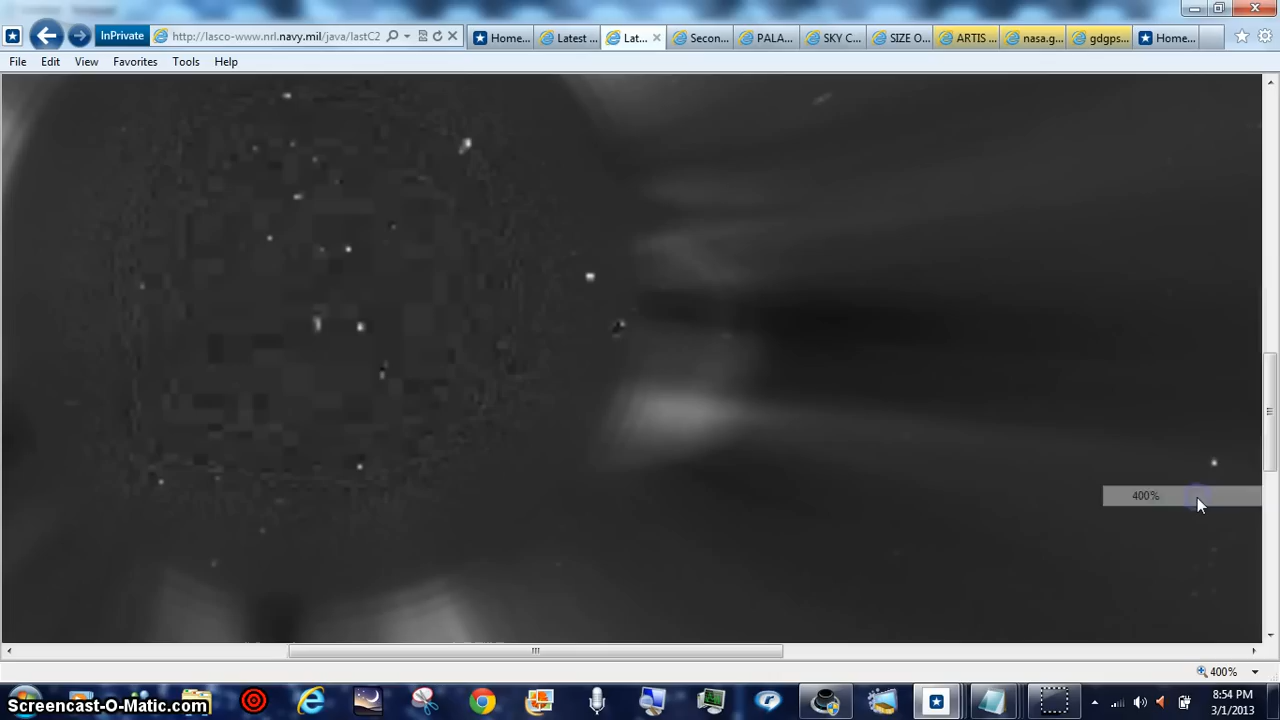 InPrivate http://lasco-www.nrl.navy.mil/java/lastC2 Home... Latest ... Lat... Secon... PALA... SKY C... SIZE O... ARTIS ... nasa.g... gdgps... Home...
File Edit View Favorites Tools Help
400%
400%
8:54 PM
3/1/2013
Screencast-O-Matic.com